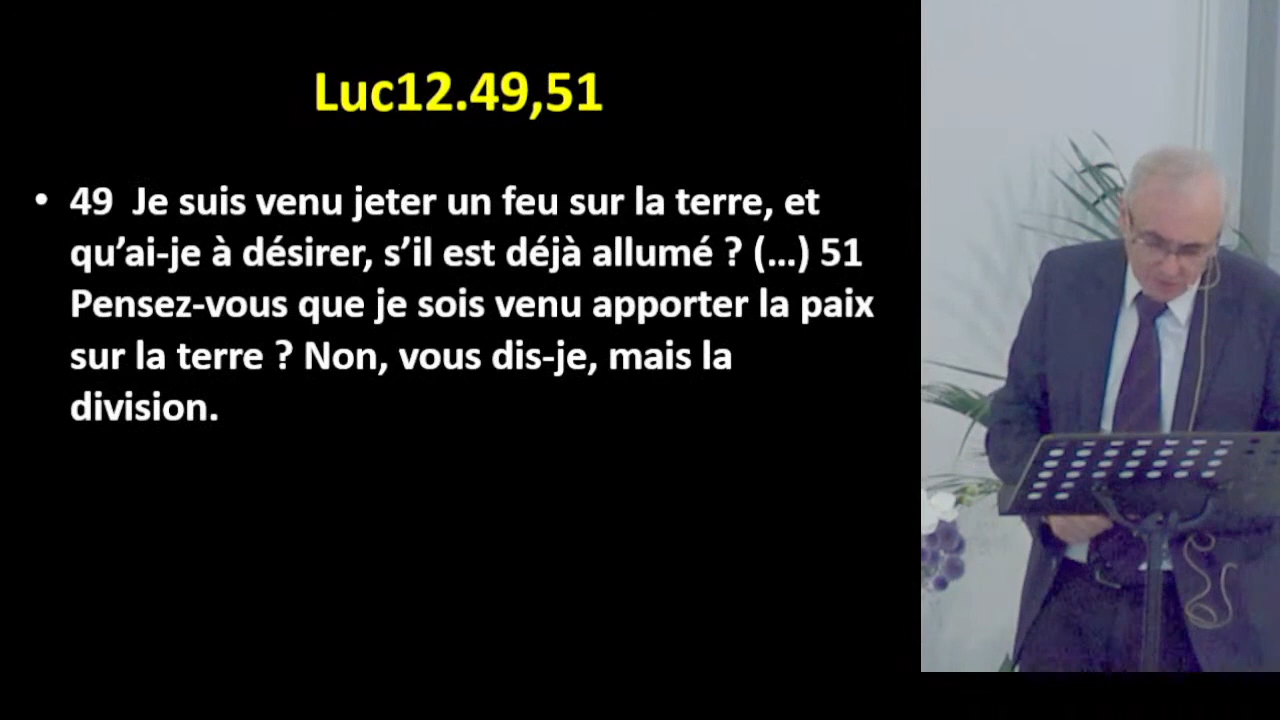 Luc12.49,51
• 49  Je suis venu jeter un feu sur la terre, et
qu’ai-je à désirer, s’il est déjà allumé ? (…) 51
Pensez-vous que je sois venu apporter la paix
sur la terre ? Non, vous dis-je, mais la
division.